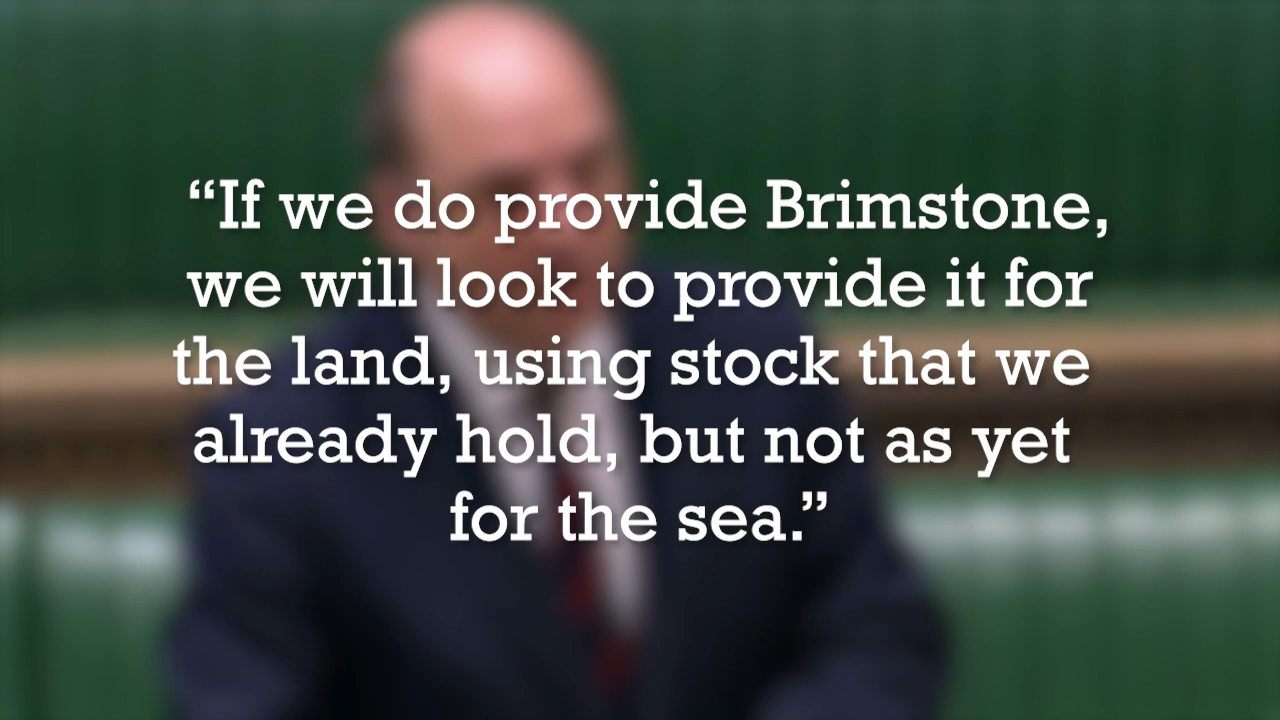 “If we do provide Brimstone,
we will look to provide it for
the land, using stock that we
already hold, but not as yet
for the sea.”